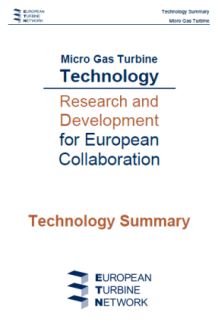 EUROPEAN
TURBINE
NETWORK
Technology Summary
Micro Gas Turbine
Micro Gas Turbine
Technology
Research and
Development
for European
Collaboration
Technology Summary
EUROPEAN
TURBINE
NETWORK